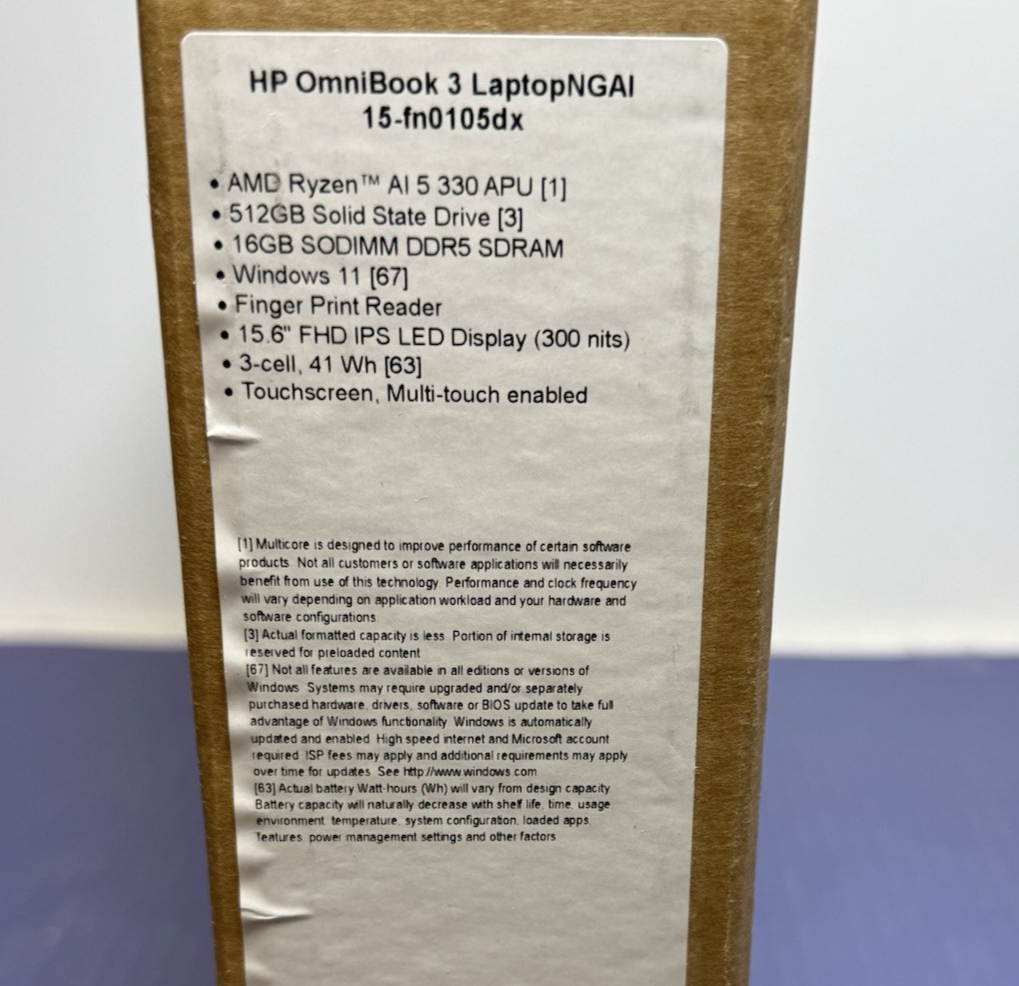 HP OmniBook 3 LaptopNGAI
15-fn0105dx
• AMD Ryzen™ AI 5 330 APU [1]
• 512GB Solid State Drive [3]
• 16GB SODIMM DDR5 SDRAM
• Windows 11 [67]
• Finger Print Reader
• 15.6" FHD IPS LED Display (300 nits)
• 3-cell, 41 Wh [63]
• Touchscreen, Multi-touch enabled
[1] Multicore is designed to improve performance of certain software
products. Not all customers or software applications will necessarily
benefit from use of this technology. Performance and clock frequency
will vary depending on application workload and your hardware and
software configurations.
[3] Actual formatted capacity is less. Portion of internal storage is
reserved for preloaded content.
[67] Not all features are available in all editions or versions of
Windows. Systems may require upgraded and/or separately
purchased hardware, drivers, software or BIOS update to take full
advantage of Windows functionality. Windows is automatically
updated and enabled. High speed internet and Microsoft account
required. ISP fees may apply and additional requirements may apply
over time for updates. See http://www.windows.com
[63] Actual battery Watt-hours (Wh) will vary from design capacity.
Battery capacity will naturally decrease with shelf life, time, usage,
environment, temperature, system configuration, loaded apps,
features, power management settings and other factors.